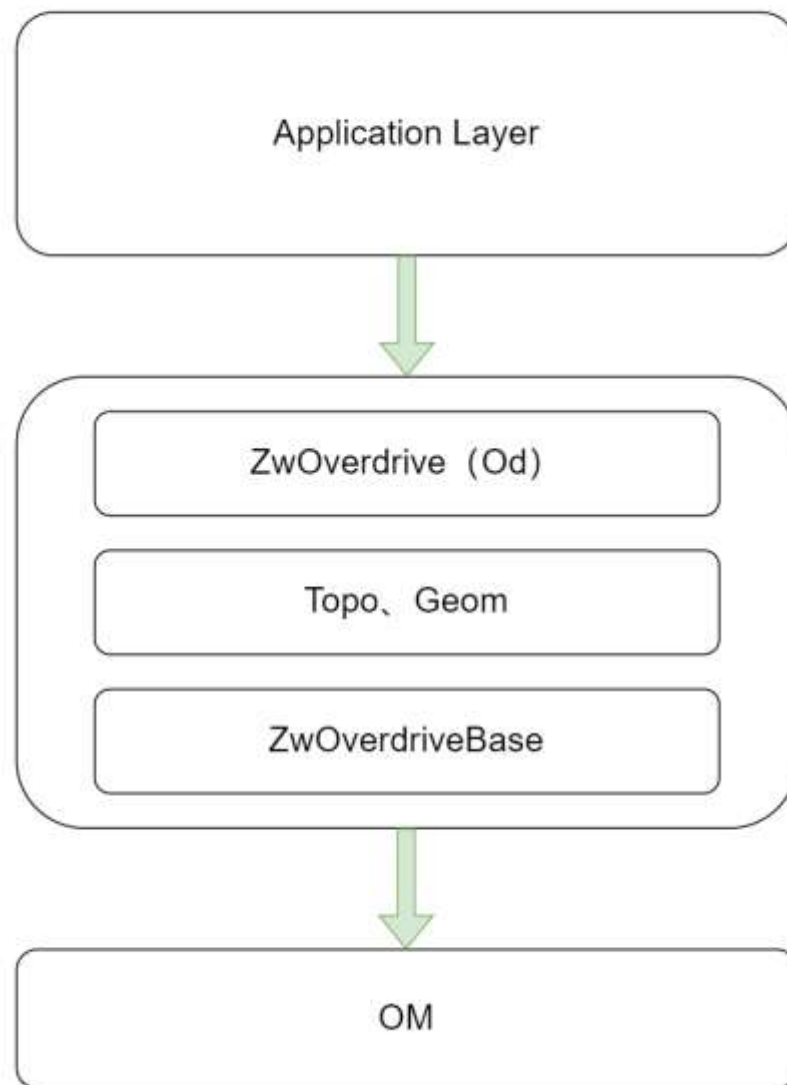 Application Layer
ZwOverdrive（Od）
Topo、Geom
ZwOverdriveBase
OM